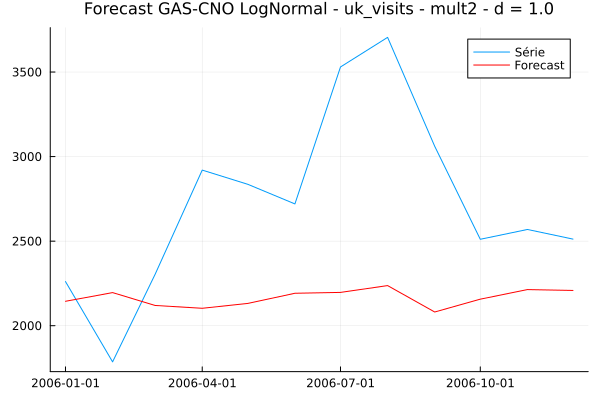 Forecast GAS-CNO LogNormal - uk_visits - mult2 - d = 1.0
Série
Forecast
3500
3000
2500
2000
2006-01-01
2006-04-01
2006-07-01
2006-10-01